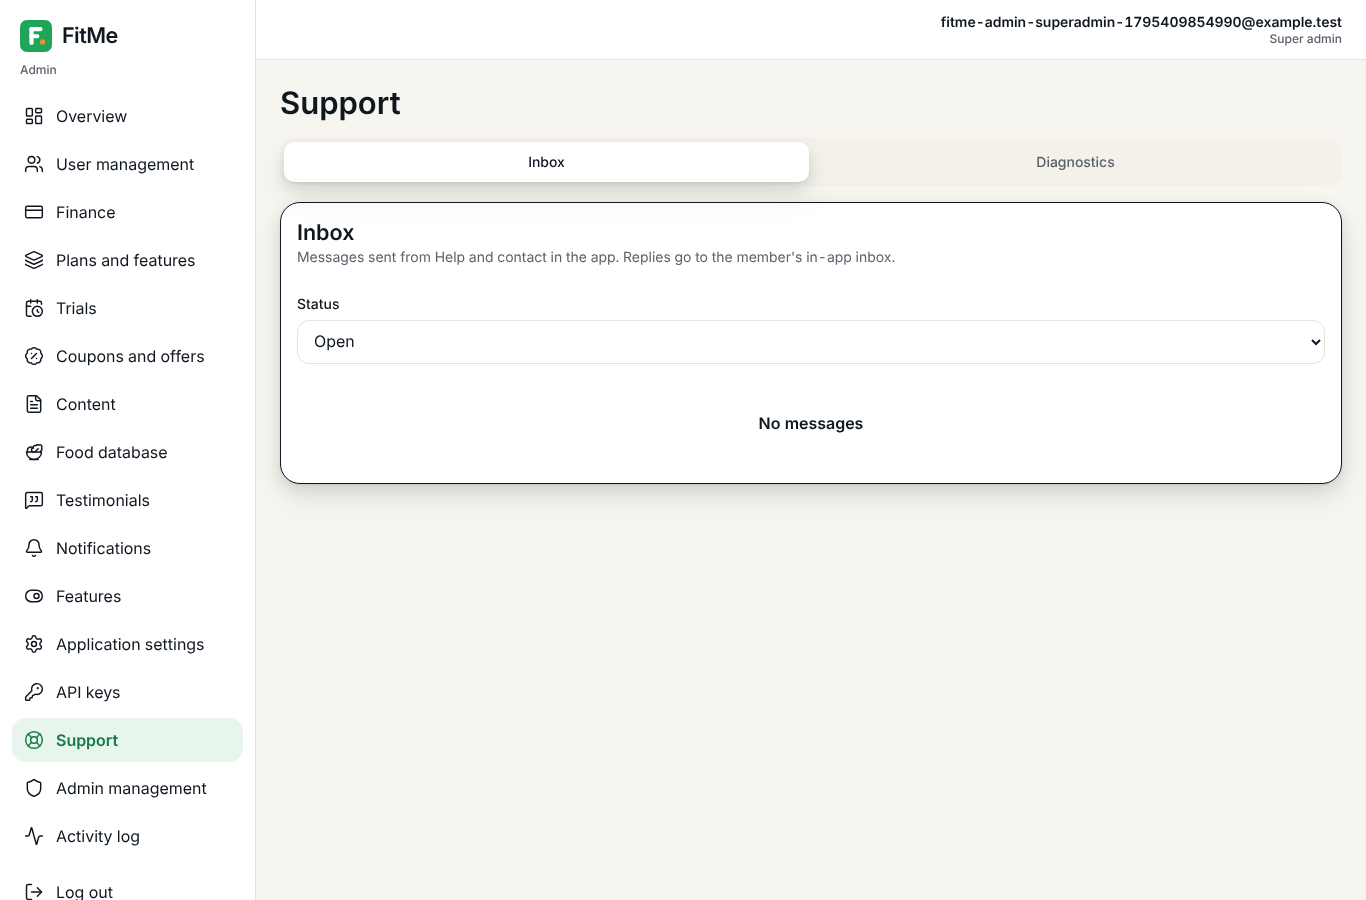 FitMe
Admin
Overview
User management
Finance
Plans and features
Trials
Coupons and offers
Content
Food database
Testimonials
Notifications
Features
Application settings
API keys
Support
Admin management
Activity log
Log out
fitme-admin-superadmin-1795409854990@example.test
Super admin
Support
Inbox
Diagnostics
Inbox
Messages sent from Help and contact in the app. Replies go to the member's in-app inbox.
Status
Open
No messages